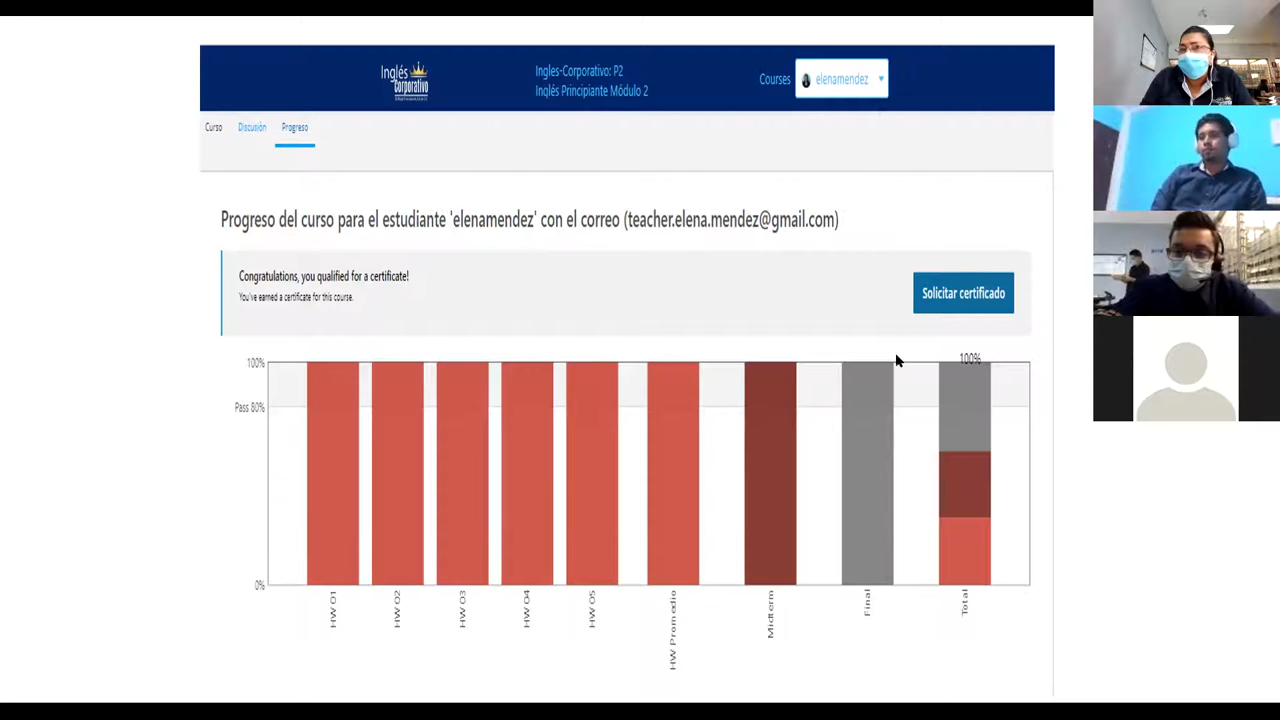 Inglés
corporativo
Ingles-Corporativo: P2
Inglés Principiante Módulo 2
Courses
elenamendez
Curso
Discusión
Progreso
Progreso del curso para el estudiante 'elenamendez' con el correo (teacher.elena.mendez@gmail.com)
Congratulations, you qualified for a certificate!
You've earned a certificate for this course.
Solicitar certificado
100%
100%
Pass 80%
0%
HW 01
HW 02
HW 03
HW 04
HW 05
HW Promedio
Midterm
Final
Total